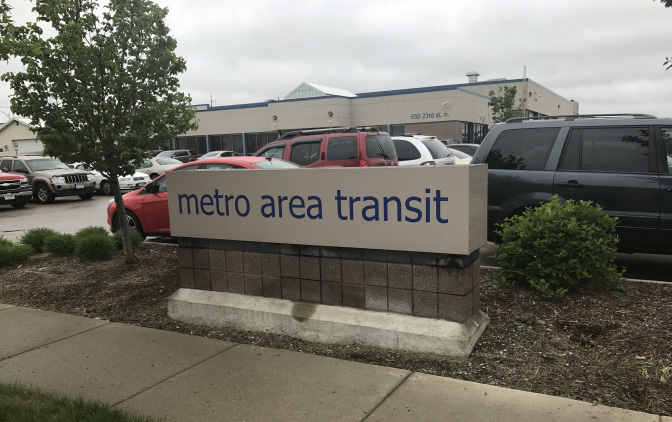 650 23rd st. n.
metro area transit